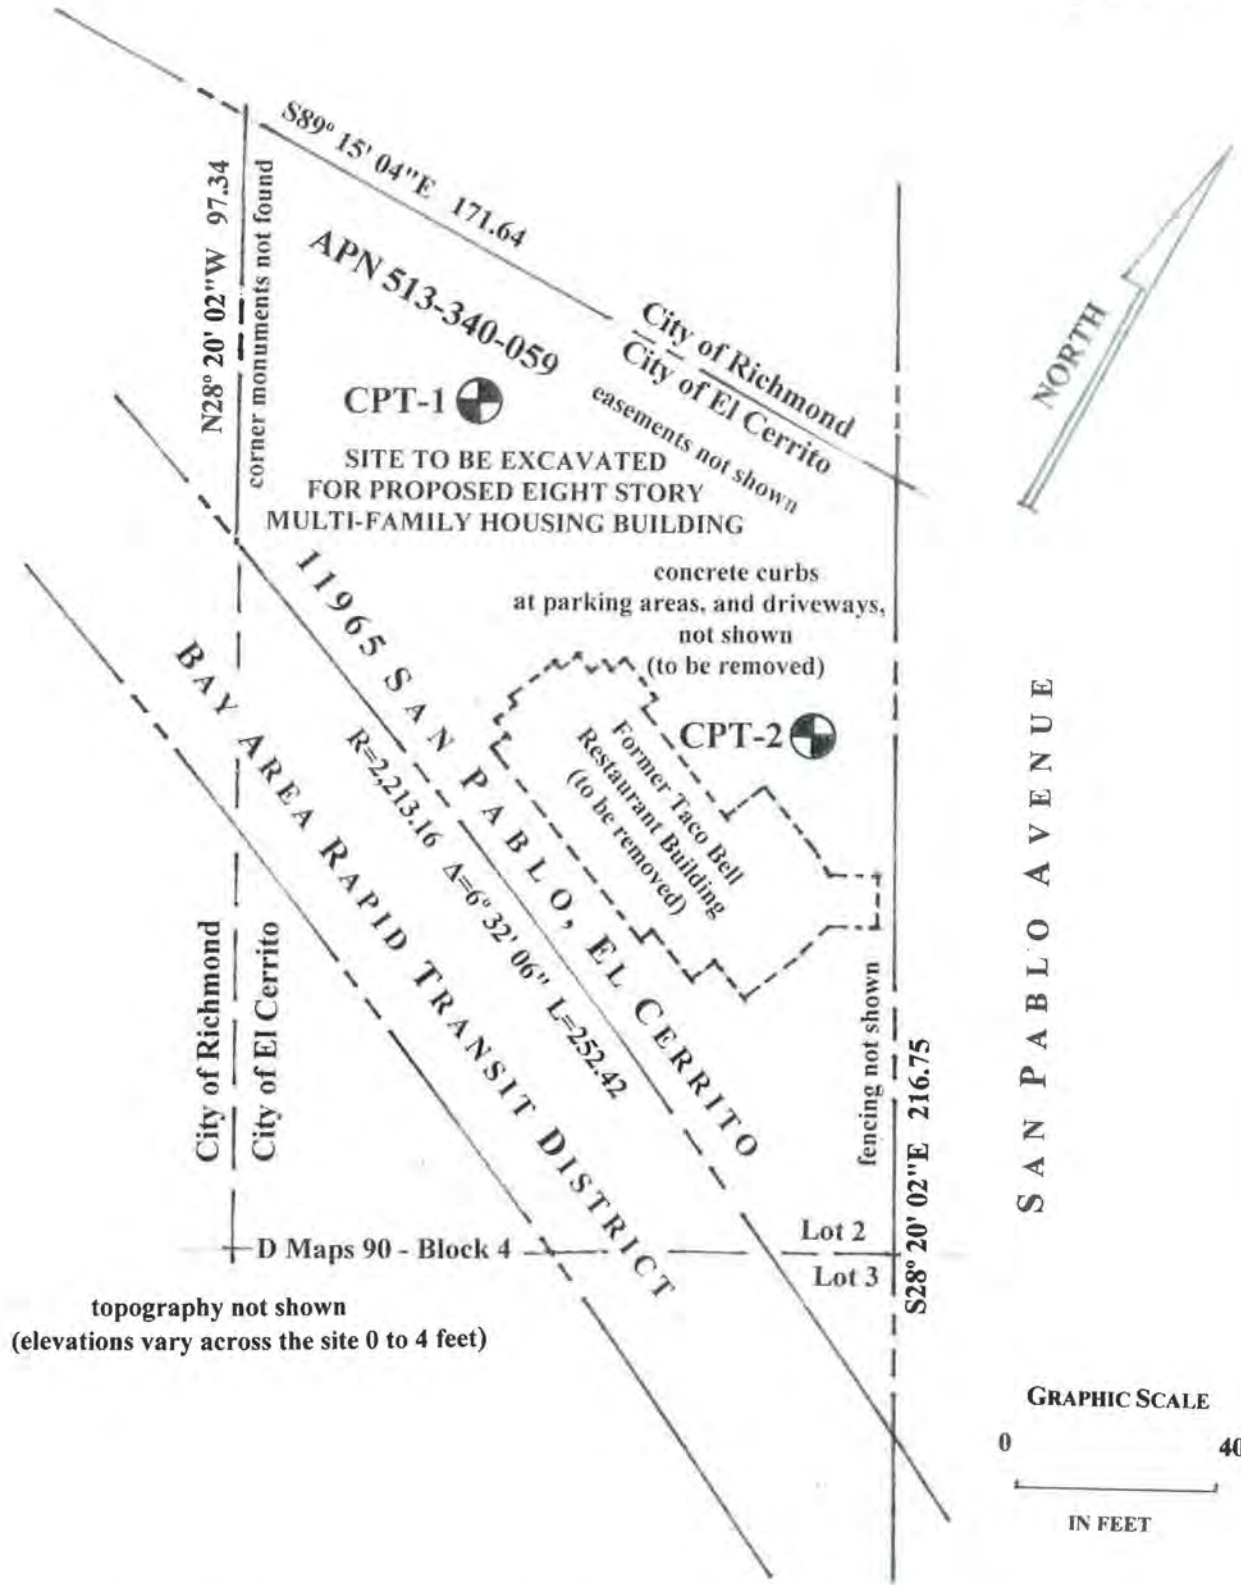 S89° 15' 04"E 171.64
N28° 20' 02"W 97.34
corner monuments not found
APN 513-340-059
City of Richmond
City of El Cerrito
easements not shown
NORTH
CPT-1
SITE TO BE EXCAVATED
FOR PROPOSED EIGHT STORY
MULTI-FAMILY HOUSING BUILDING
concrete curbs
at parking areas, and driveways,
not shown
(to be removed)
11965 SAN PABLO, EL CERRITO
R=2,213.16 Δ=6° 32' 06" L=252.42
BAY AREA RAPID TRANSIT DISTRICT
CPT-2
Former Taco Bell
Restaurant Building
(to be removed)
SAN PABLO AVENUE
City of Richmond
City of El Cerrito
fencing not shown
S28° 20' 02"E 216.75
D Maps 90 - Block 4
Lot 2
Lot 3
topography not shown
(elevations vary across the site 0 to 4 feet)
GRAPHIC SCALE
0 40
IN FEET